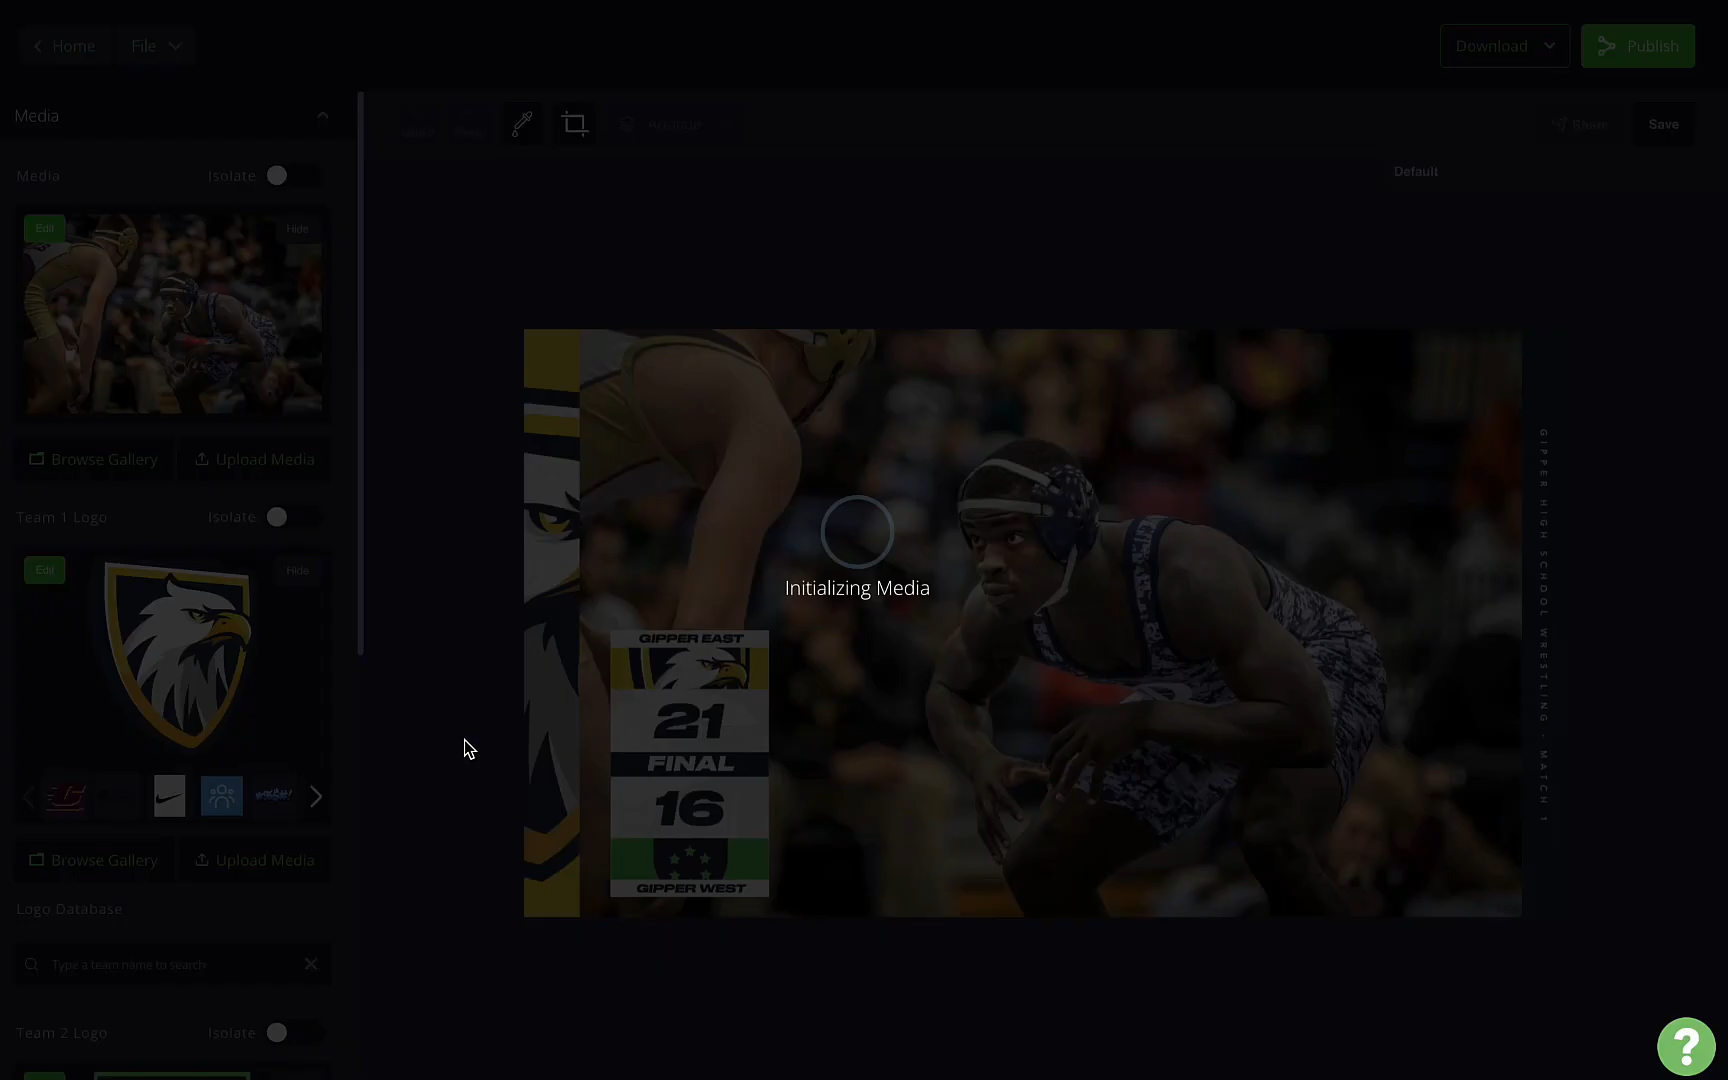 Home
File
Download
Publish
Media
Arrange
Share
Save
Default
Media
Isolate
Edit
Hide
Browse Gallery
Upload Media
Team 1 Logo
Isolate
Edit
Hide
Browse Gallery
Upload Media
Logo Database
Type a team name to search
Team 2 Logo
Isolate
Initializing Media
GIPPER EAST
21
FINAL
16
GIPPER WEST
GIPPER HIGH SCHOOL WRESTLING - MATCH 1
?